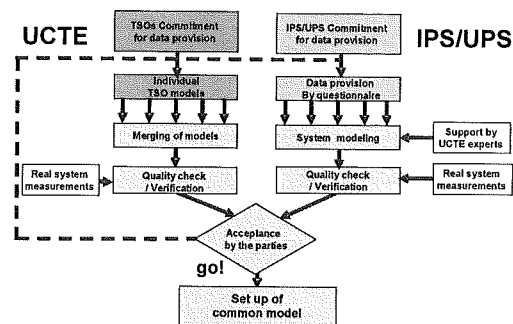 UCTE
TSOs Commitment
for data provision
IPS/UPS Commitment
for data provision
IPS/UPS
Individual
TSO models
Data provision
By questionnaire
Merging of models
System modeling
Support by
UCTE experts
Real system
measurements
Quality check
/ Verification
Quality check
/ Verification
Real system
measurements
Acceptance
by the parties
go!
Set up of
common model